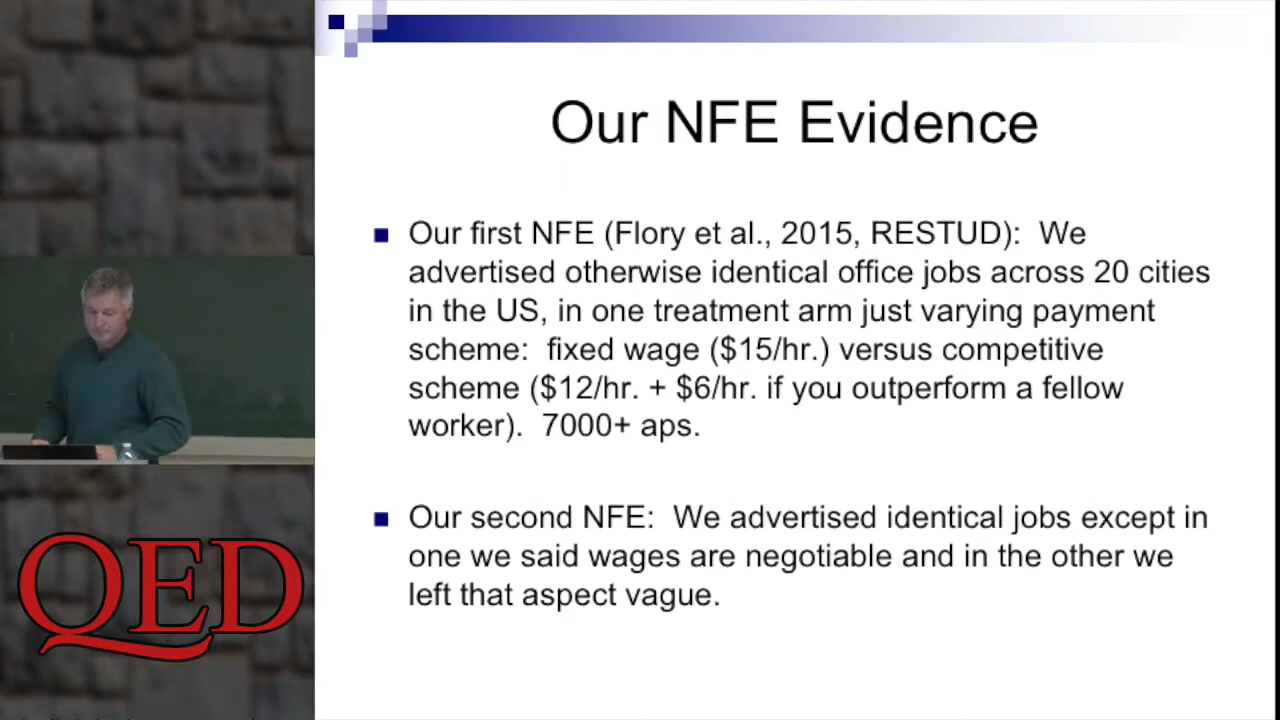 Our NFE Evidence
Our first NFE (Flory et al., 2015, RESTUD): We
advertised otherwise identical office jobs across 20 cities
in the US, in one treatment arm just varying payment
scheme: fixed wage ($15/hr.) versus competitive
scheme ($12/hr. + $6/hr. if you outperform a fellow
worker). 7000+ aps.
Our second NFE: We advertised identical jobs except in
one we said wages are negotiable and in the other we
left that aspect vague.
QED